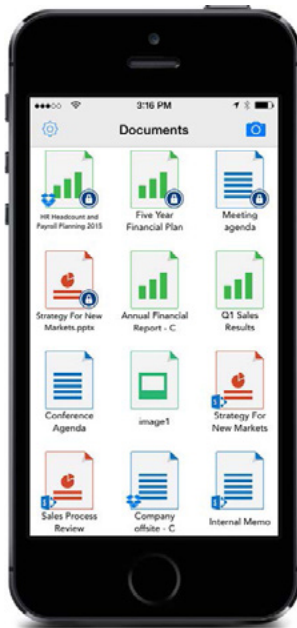 3:16 PM
Documents
HR Headcount and
Payroll Planning 2015
Five Year
Financial Plan
Meeting
agenda
Strategy For New
Markets.pptx
Annual Financial
Report - C
Q1 Sales
Results
Conference
Agenda
image1
Strategy For
New Markets
Sales Process
Review
Company
offsite - C
Internal Memo